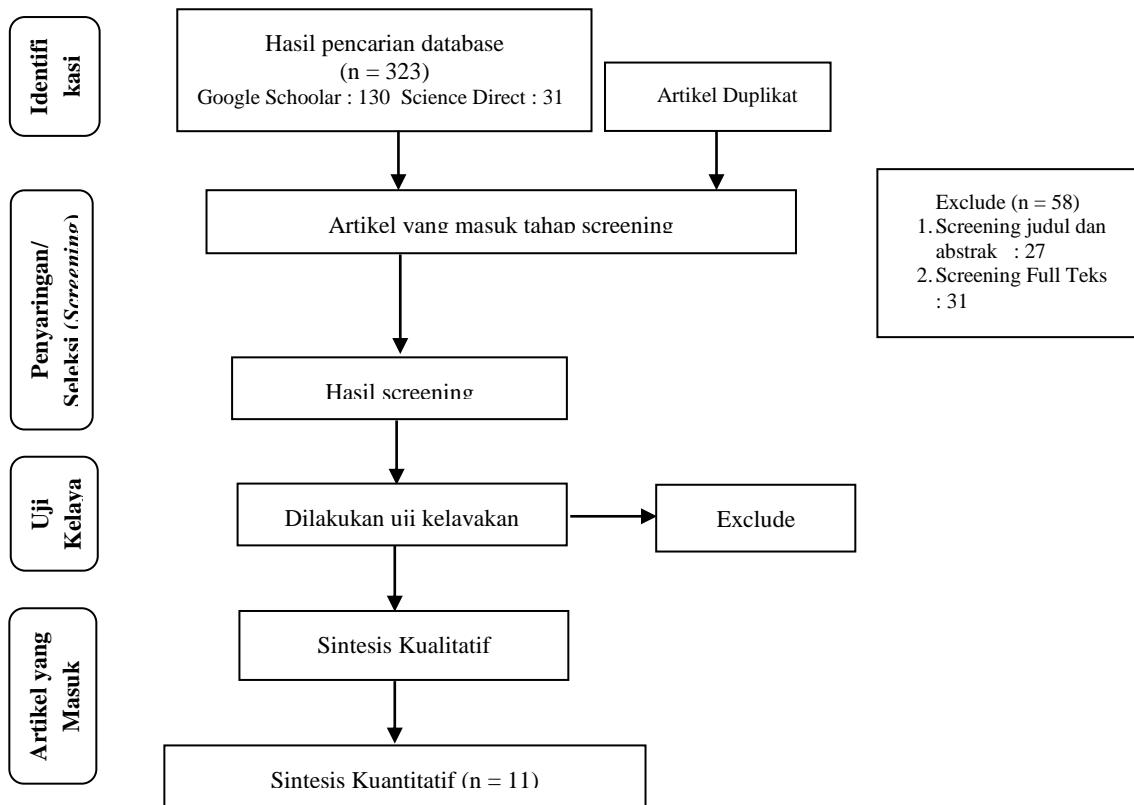 Identifi
kasi
Hasil pencarian database
(n = 323)
Google Schoolar : 130 Science Direct : 31
Artikel Duplikat
Penyaringan/
Seleksi (Screening)
Artikel yang masuk tahap screening
Exclude (n = 58)
1. Screening judul dan
abstrak : 27
2. Screening Full Teks
: 31
Hasil screening
Uji
Kelaya
Dilakukan uji kelayakan
Exclude
Artikel yang
Masuk
Sintesis Kualitatif
Sintesis Kuantitatif (n = 11)